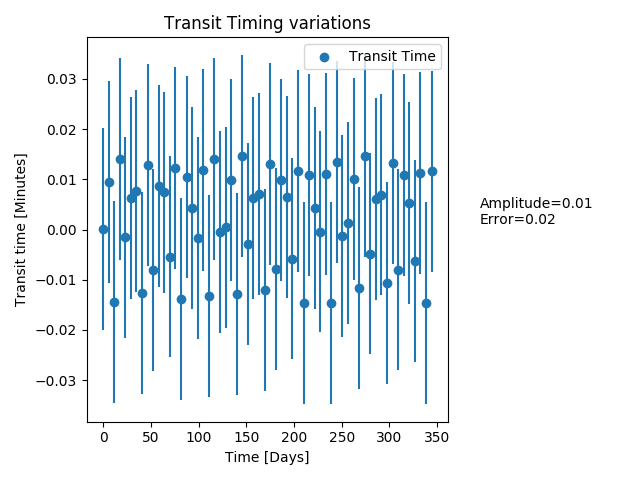 Transit Timing variations
Transit Time
Transit time [Minutes]
0.03
0.02
0.01
0.00
−0.01
−0.02
−0.03
Amplitude=0.01
Error=0.02
0 50 100 150 200 250 300 350
Time [Days]